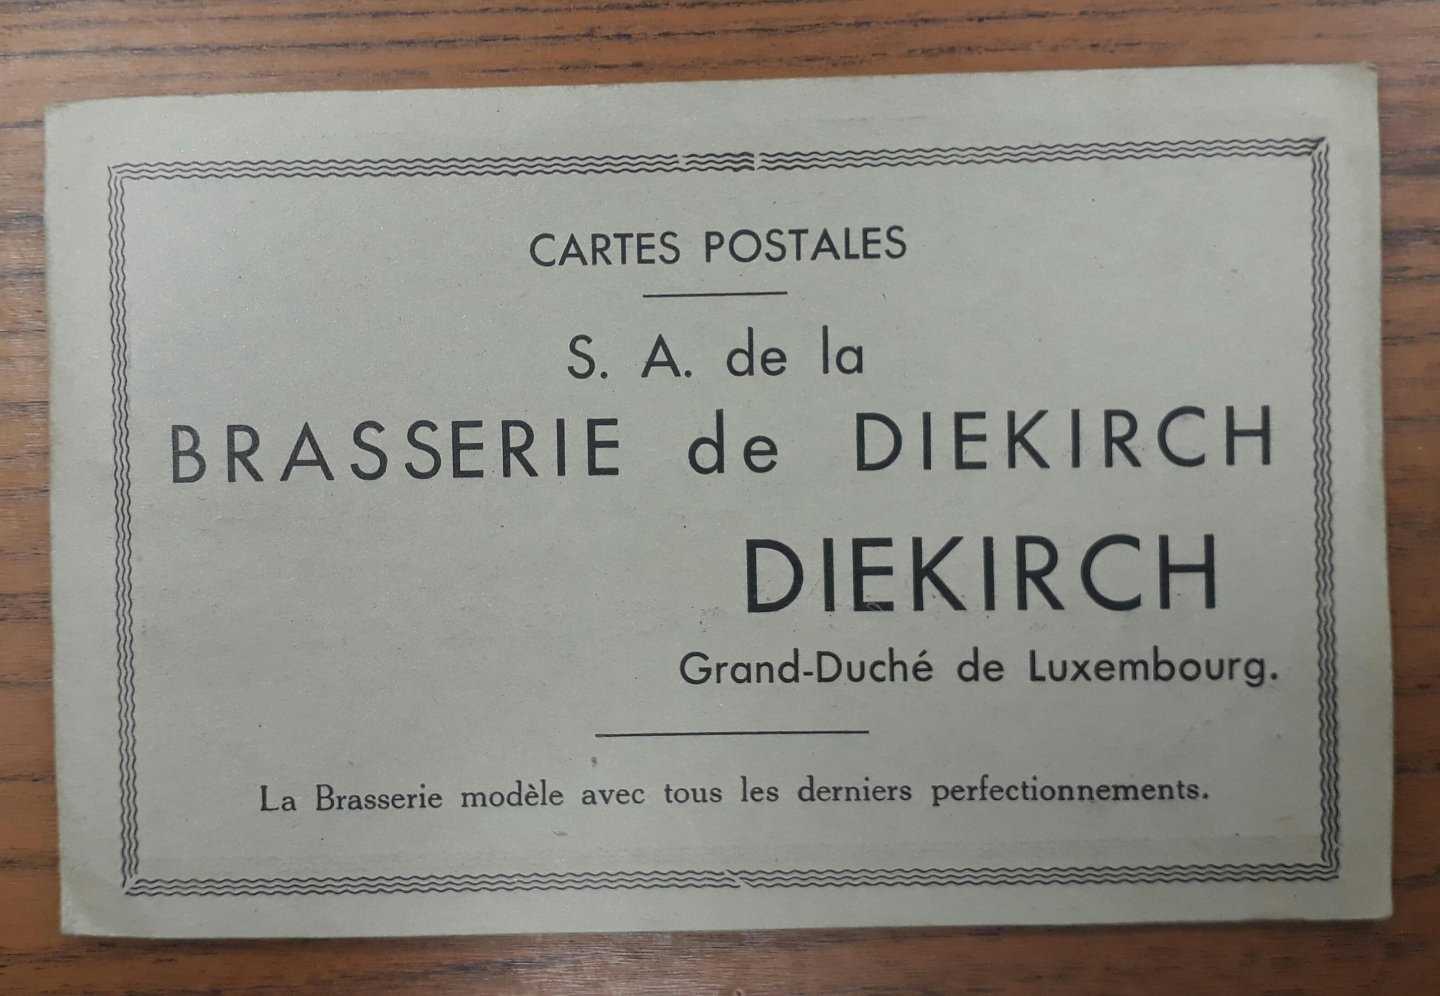 CARTES POSTALES
S. A. de la
BRASSERIE de DIEKIRCH
DIEKIRCH
Grand-Duché de Luxembourg.
La Brasserie modèle avec tous les derniers perfectionnements.